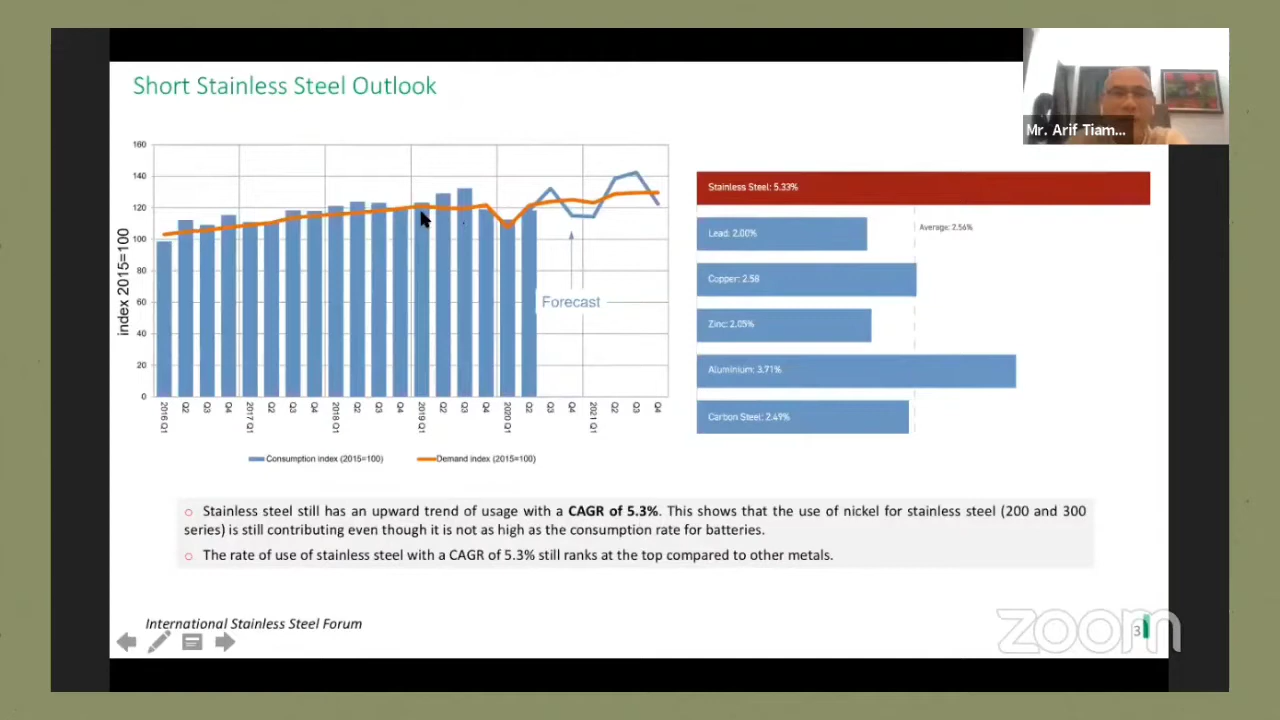 Short Stainless Steel Outlook
Mr. Arif Tiam...
160
140
120
100
80
60
40
20
0
index 2015=100
2016 Q1
Q2
Q3
Q4
2017 Q1
Q2
Q3
Q4
2018 Q1
Q2
Q3
Q4
2019 Q1
Q2
Q3
Q4
2020 Q1
Q2
Q3
Q4
2021 Q1
Q2
Q3
Q4
Forecast
Consumption index (2015=100)
Demand index (2015=100)
Stainless Steel: 5.33%
Lead: 2.00%
Average: 2.56%
Copper: 2.58
Zinc: 2.05%
Aluminium: 3.71%
Carbon Steel: 2.49%
Stainless steel still has an upward trend of usage with a CAGR of 5.3%. This shows that the use of nickel for stainless steel (200 and 300
series) is still contributing even though it is not as high as the consumption rate for batteries.
The rate of use of stainless steel with a CAGR of 5.3% still ranks at the top compared to other metals.
International Stainless Steel Forum
zoom
3